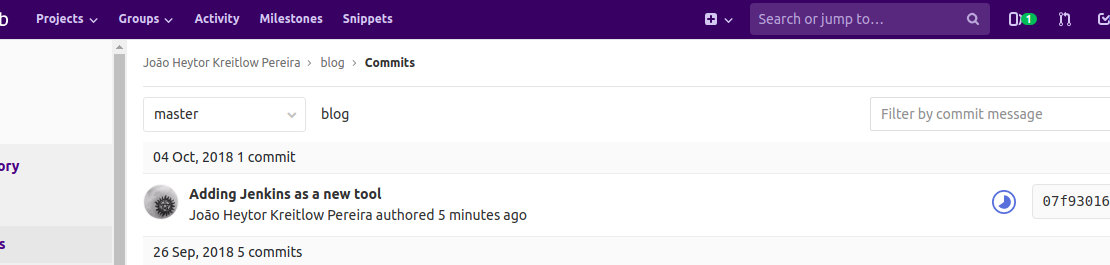 b Projects Groups Activity Milestones Snippets Search or jump to… 1
João Heytor Kreitlow Pereira › blog › Commits
master blog Filter by commit message
04 Oct, 2018 1 commit
ory
Adding Jenkins as a new tool
João Heytor Kreitlow Pereira authored 5 minutes ago
07f93016
s
26 Sep, 2018 5 commits